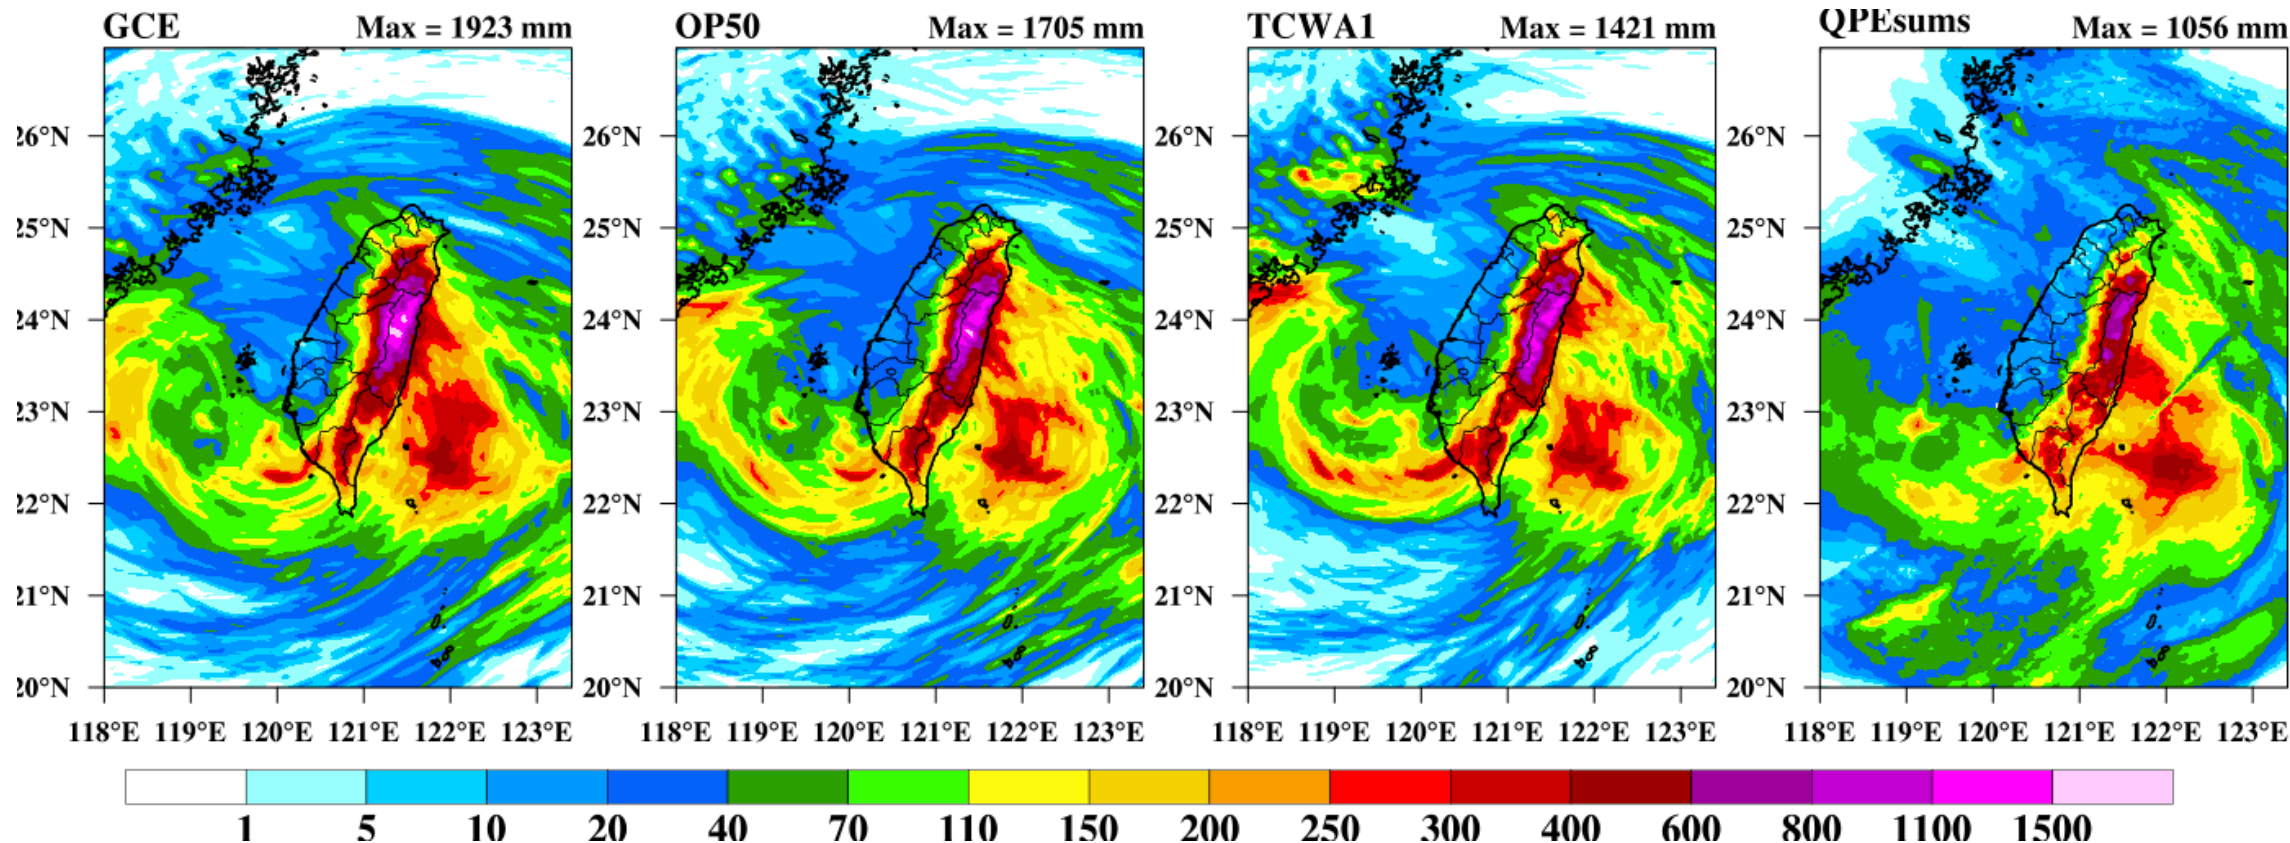 GCE Max = 1923 mm
OP50 Max = 1705 mm
TCWA1 Max = 1421 mm
QPEsums Max = 1056 mm
26°N 26°N 26°N 26°N
25°N 25°N 25°N 25°N
24°N 24°N 24°N 24°N
23°N 23°N 23°N 23°N
22°N 22°N 22°N 22°N
21°N 21°N 21°N 21°N
20°N 20°N 20°N 20°N
118°E 119°E 120°E 121°E 122°E 123°E 118°E 119°E 120°E 121°E 122°E 123°E 118°E 119°E 120°E 121°E 122°E 123°E 118°E 119°E 120°E 121°E 122°E 123°E
1 5 10 20 40 70 110 150 200 250 300 400 600 800 1100 1500